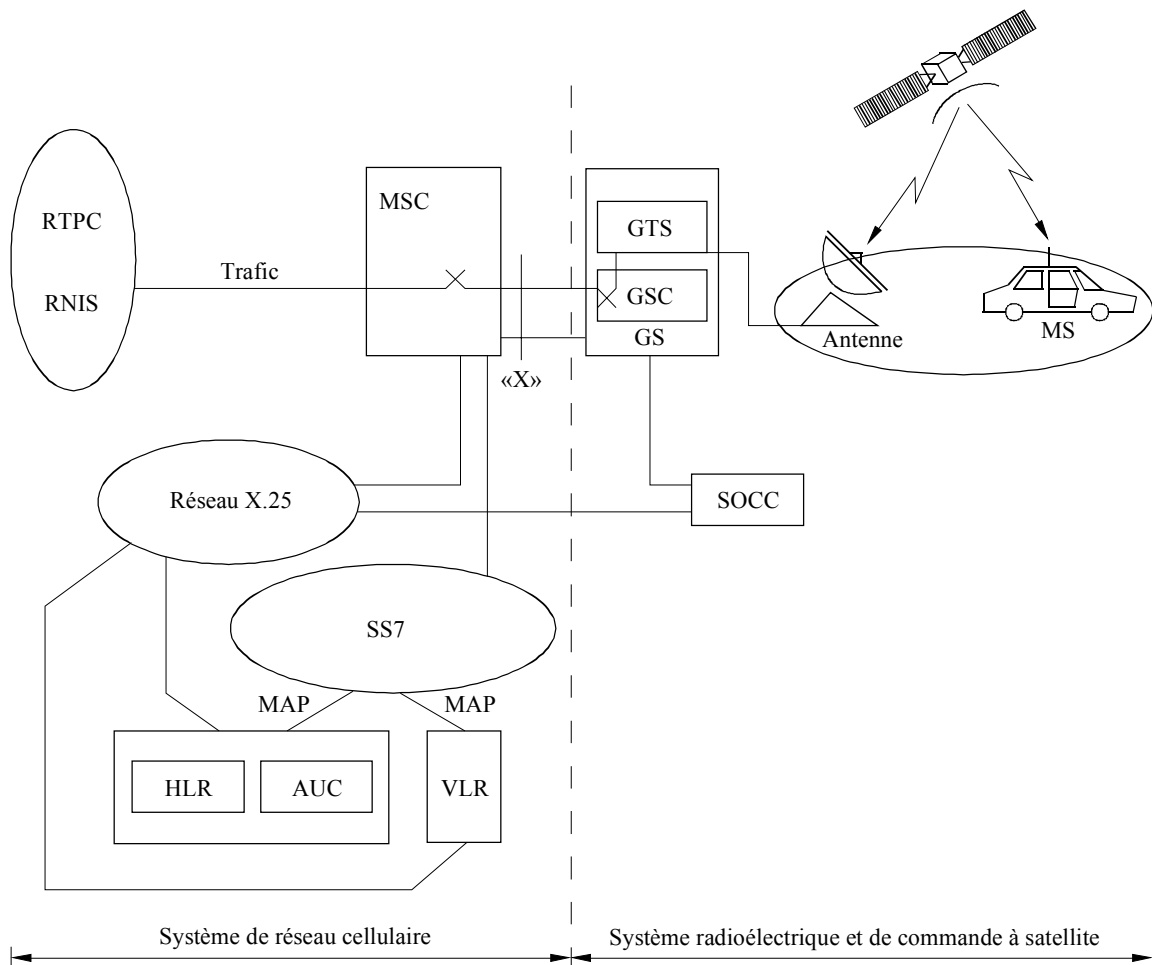 MSC
GTS
RTPC
Trafic
RNIS
GSC
GS
Antenne
MS
«X»
Réseau X.25
SOCC
SS7
MAP
MAP
HLR
AUC
VLR
Système de réseau cellulaire
Système radioélectrique et de commande à satellite